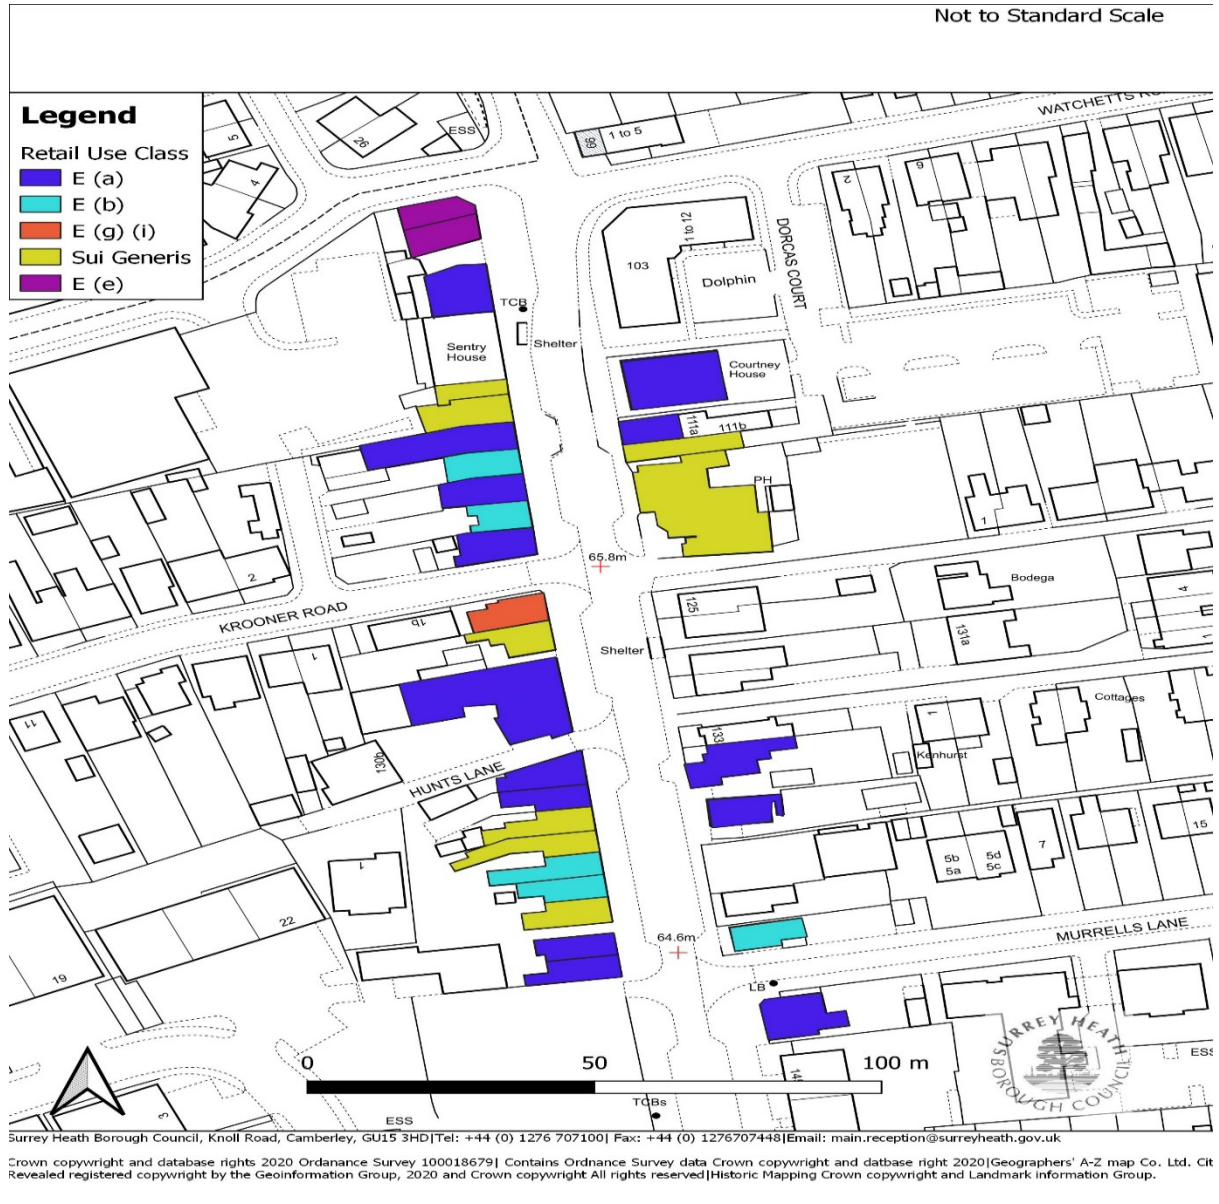 Not to Standard Scale
Legend
Retail Use Class
E (a)
E (b)
E (g) (i)
Sui Generis
E (e)
5
4
26
ESS
66
1 to 5
WATCHETTS
2
9
1 to 12
103
Dolphin
DORCAS COURT
TCB
Shelter
Sentry
House
Courtney
House
111a
111b
PH
1
65.8m
2
KROONER ROAD
1b
1
125
Bodega
131a
4
1
Shelter
11
130b
HUNTS LANE
133
1
Cottages
Kenhurst
1
5b
5a
5d
5c
7
15
22
19
64.6m
MURRELLS LANE
LB
0
50
100 m
SURREY HEATH
BOROUGH COUNCIL
ESS
3
ESS
TCBs
Surrey Heath Borough Council, Knoll Road, Camberley, GU15 3HD|Tel: +44 (0) 1276 707100| Fax: +44 (0) 1276707448|Email: main.reception@surreyheath.gov.uk
Crown copyright and database rights 2020 Ordanance Survey 100018679| Contains Ordnance Survey data Crown copyright and datbase right 2020|Geographers' A-Z map Co. Ltd. Cit
Revealed registered copyright by the Geoinformation Group, 2020 and Crown copyright All rights reserved|Historic Mapping Crown copyright and Landmark information Group.